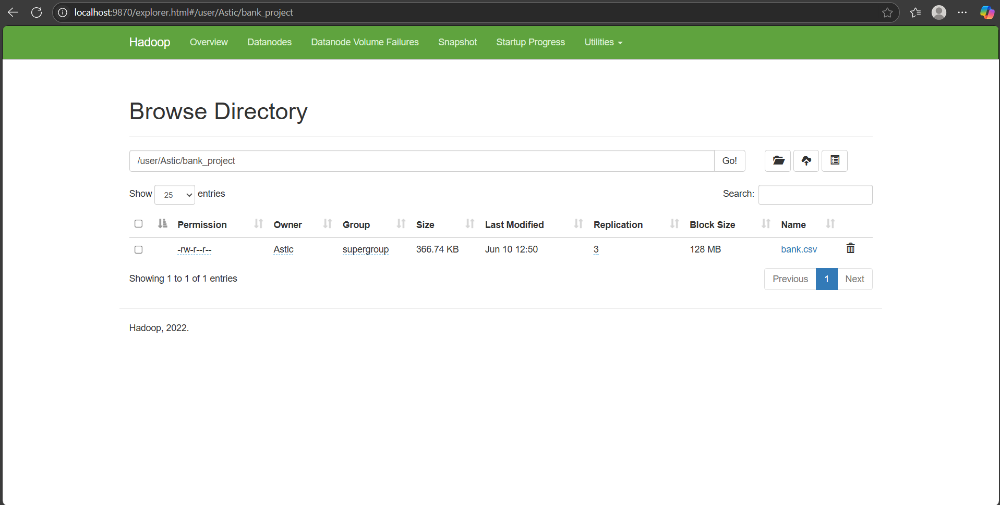 localhost:9870/explorer.html#/user/Astic/bank_project
Hadoop Overview Datanodes Datanode Volume Failures Snapshot Startup Progress Utilities
Browse Directory
/user/Astic/bank_project Go!
Show 25 entries Search:
Permission Owner Group Size Last Modified Replication Block Size Name
-rw-r--r-- Astic supergroup 366.74 KB Jun 10 12:50 3 128 MB bank.csv
Showing 1 to 1 of 1 entries Previous 1 Next
Hadoop, 2022.